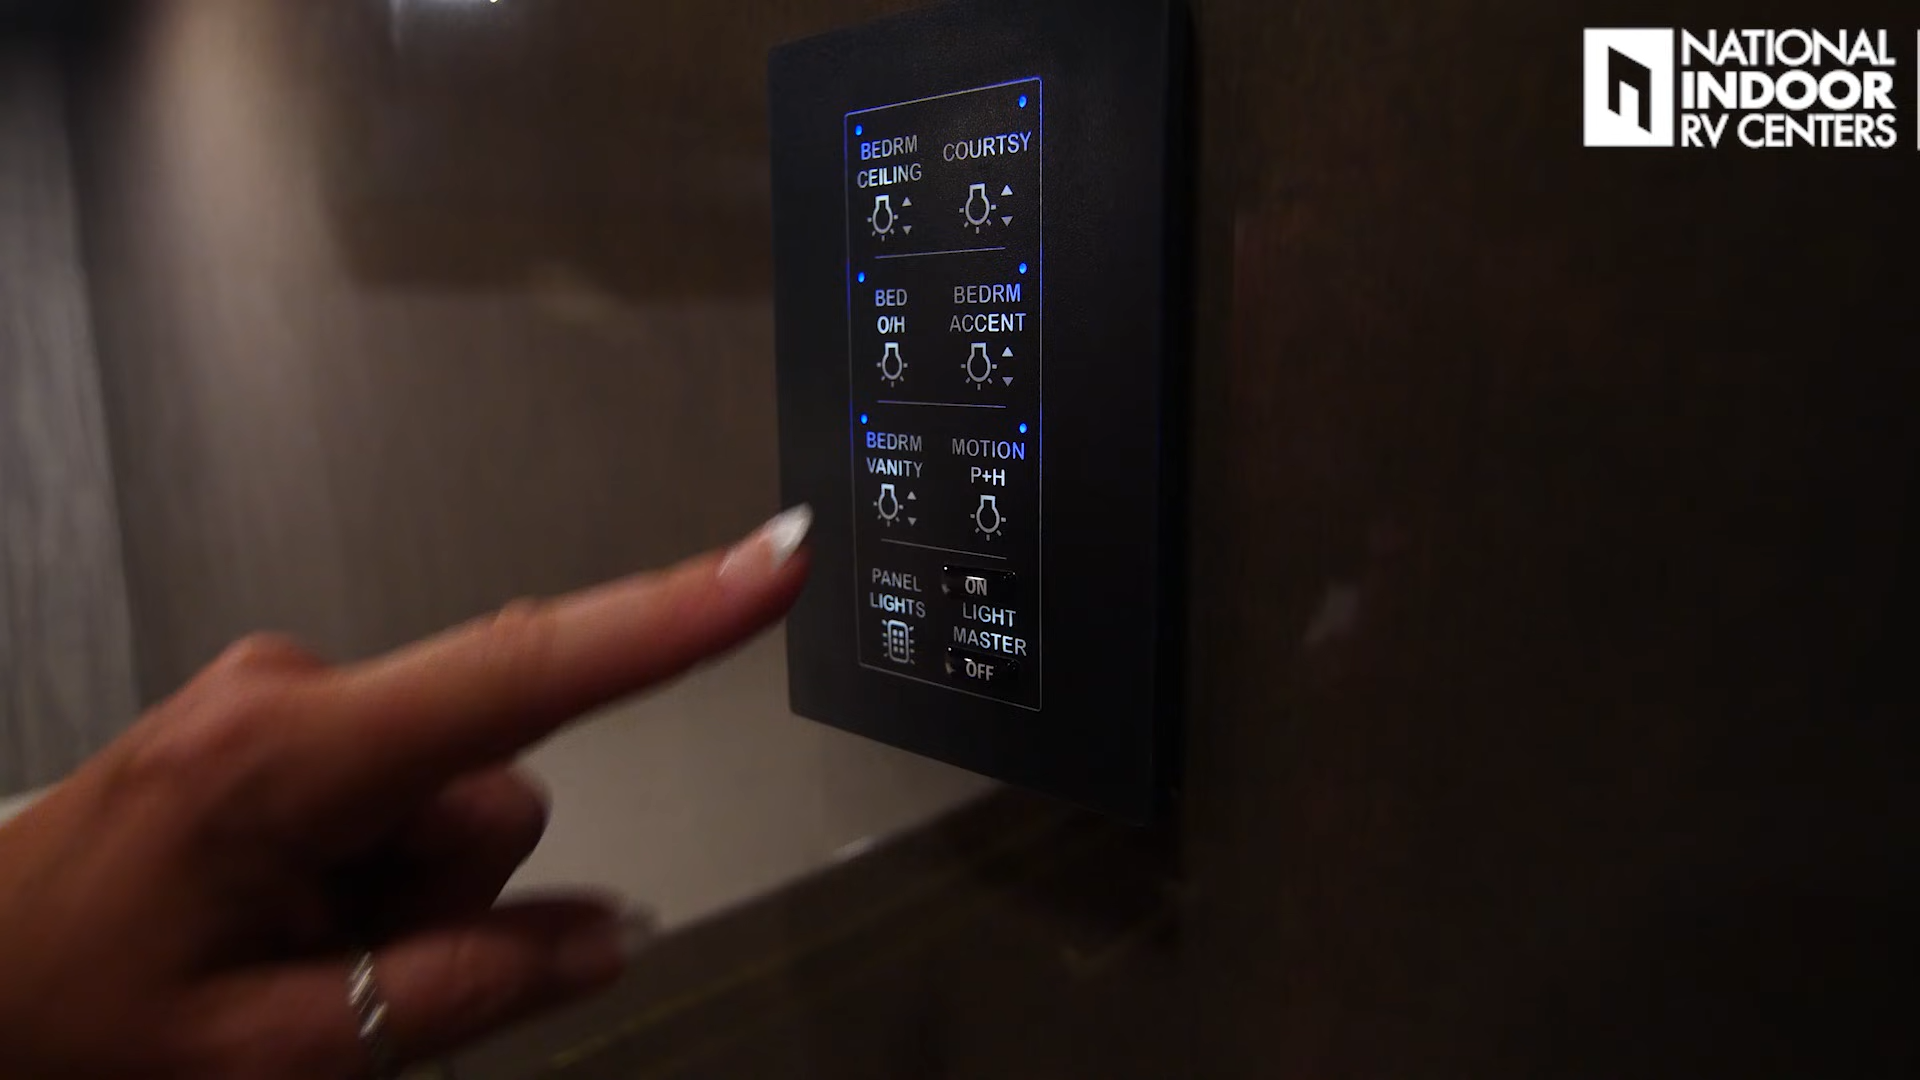 NATIONAL
INDOOR
RV CENTERS
BEDRM
CEILING
COURTSY
BED
O/H
BEDRM
ACCENT
BEDRM
VANITY
MOTION
P+H
PANEL
LIGHTS
ON
LIGHT
MASTER
OFF